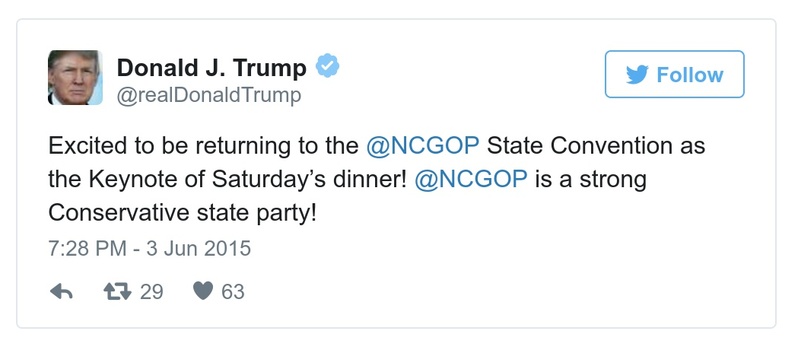 Donald J. Trump
@realDonaldTrump
Follow
Excited to be returning to the @NCGOP State Convention as
the Keynote of Saturday’s dinner! @NCGOP is a strong
Conservative state party!
7:28 PM - 3 Jun 2015
29 63